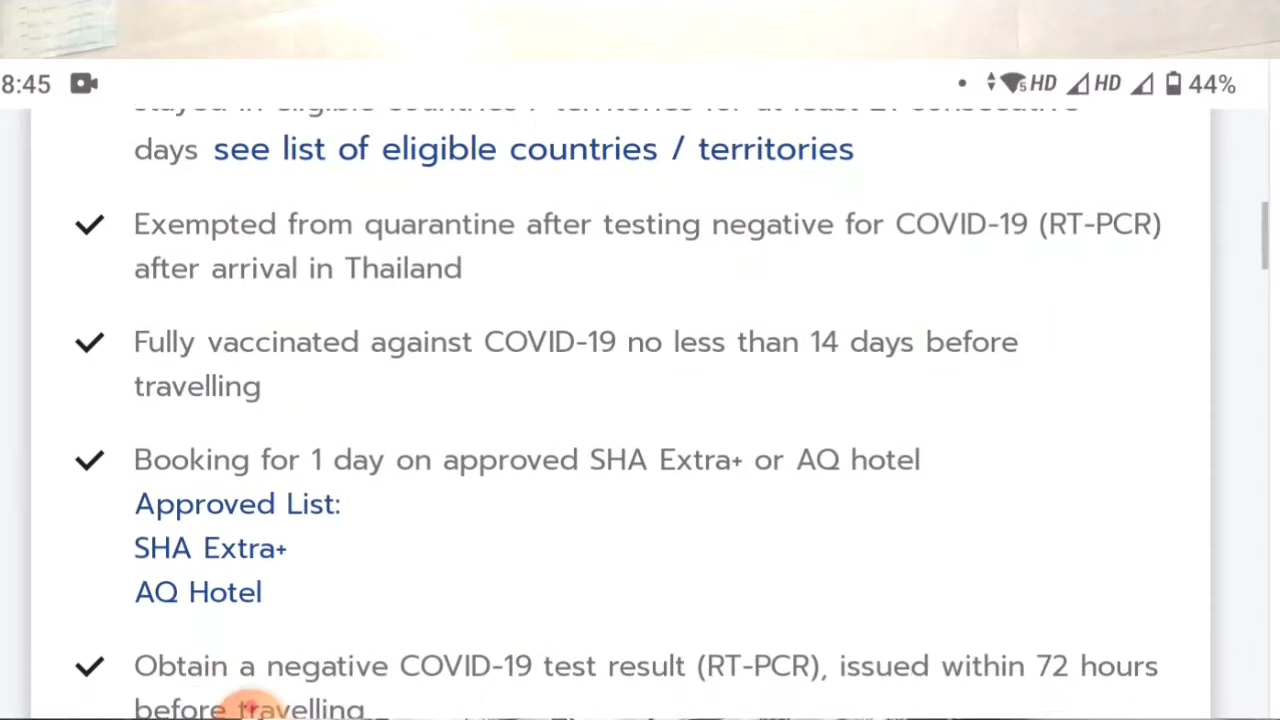 8:45 HD HD 44%
days see list of eligible countries / territories
Exempted from quarantine after testing negative for COVID-19 (RT-PCR)
after arrival in Thailand
Fully vaccinated against COVID-19 no less than 14 days before
travelling
Booking for 1 day on approved SHA Extra+ or AQ hotel
Approved List:
SHA Extra+
AQ Hotel
Obtain a negative COVID-19 test result (RT-PCR), issued within 72 hours
before travelling